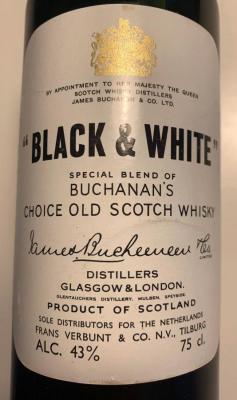 BY APPOINTMENT TO HER MAJESTY THE QUEEN
SCOTCH WHISKY DISTILLERS
JAMES BUCHANAN & CO. LTD.
"BLACK & WHITE"
SPECIAL BLEND OF
BUCHANAN'S
CHOICE OLD SCOTCH WHISKY
James Buchanan & Co.
LIMITED
DISTILLERS
GLASGOW & LONDON.
GLENTAUCHERS DISTILLERY, MULBEN, SPEYSIDE.
PRODUCT OF SCOTLAND
SOLE DISTRIBUTORS FOR THE NETHERLANDS
FRANS VERBUNT & CO. N.V., TILBURG
ALC. 43% 75 cl.